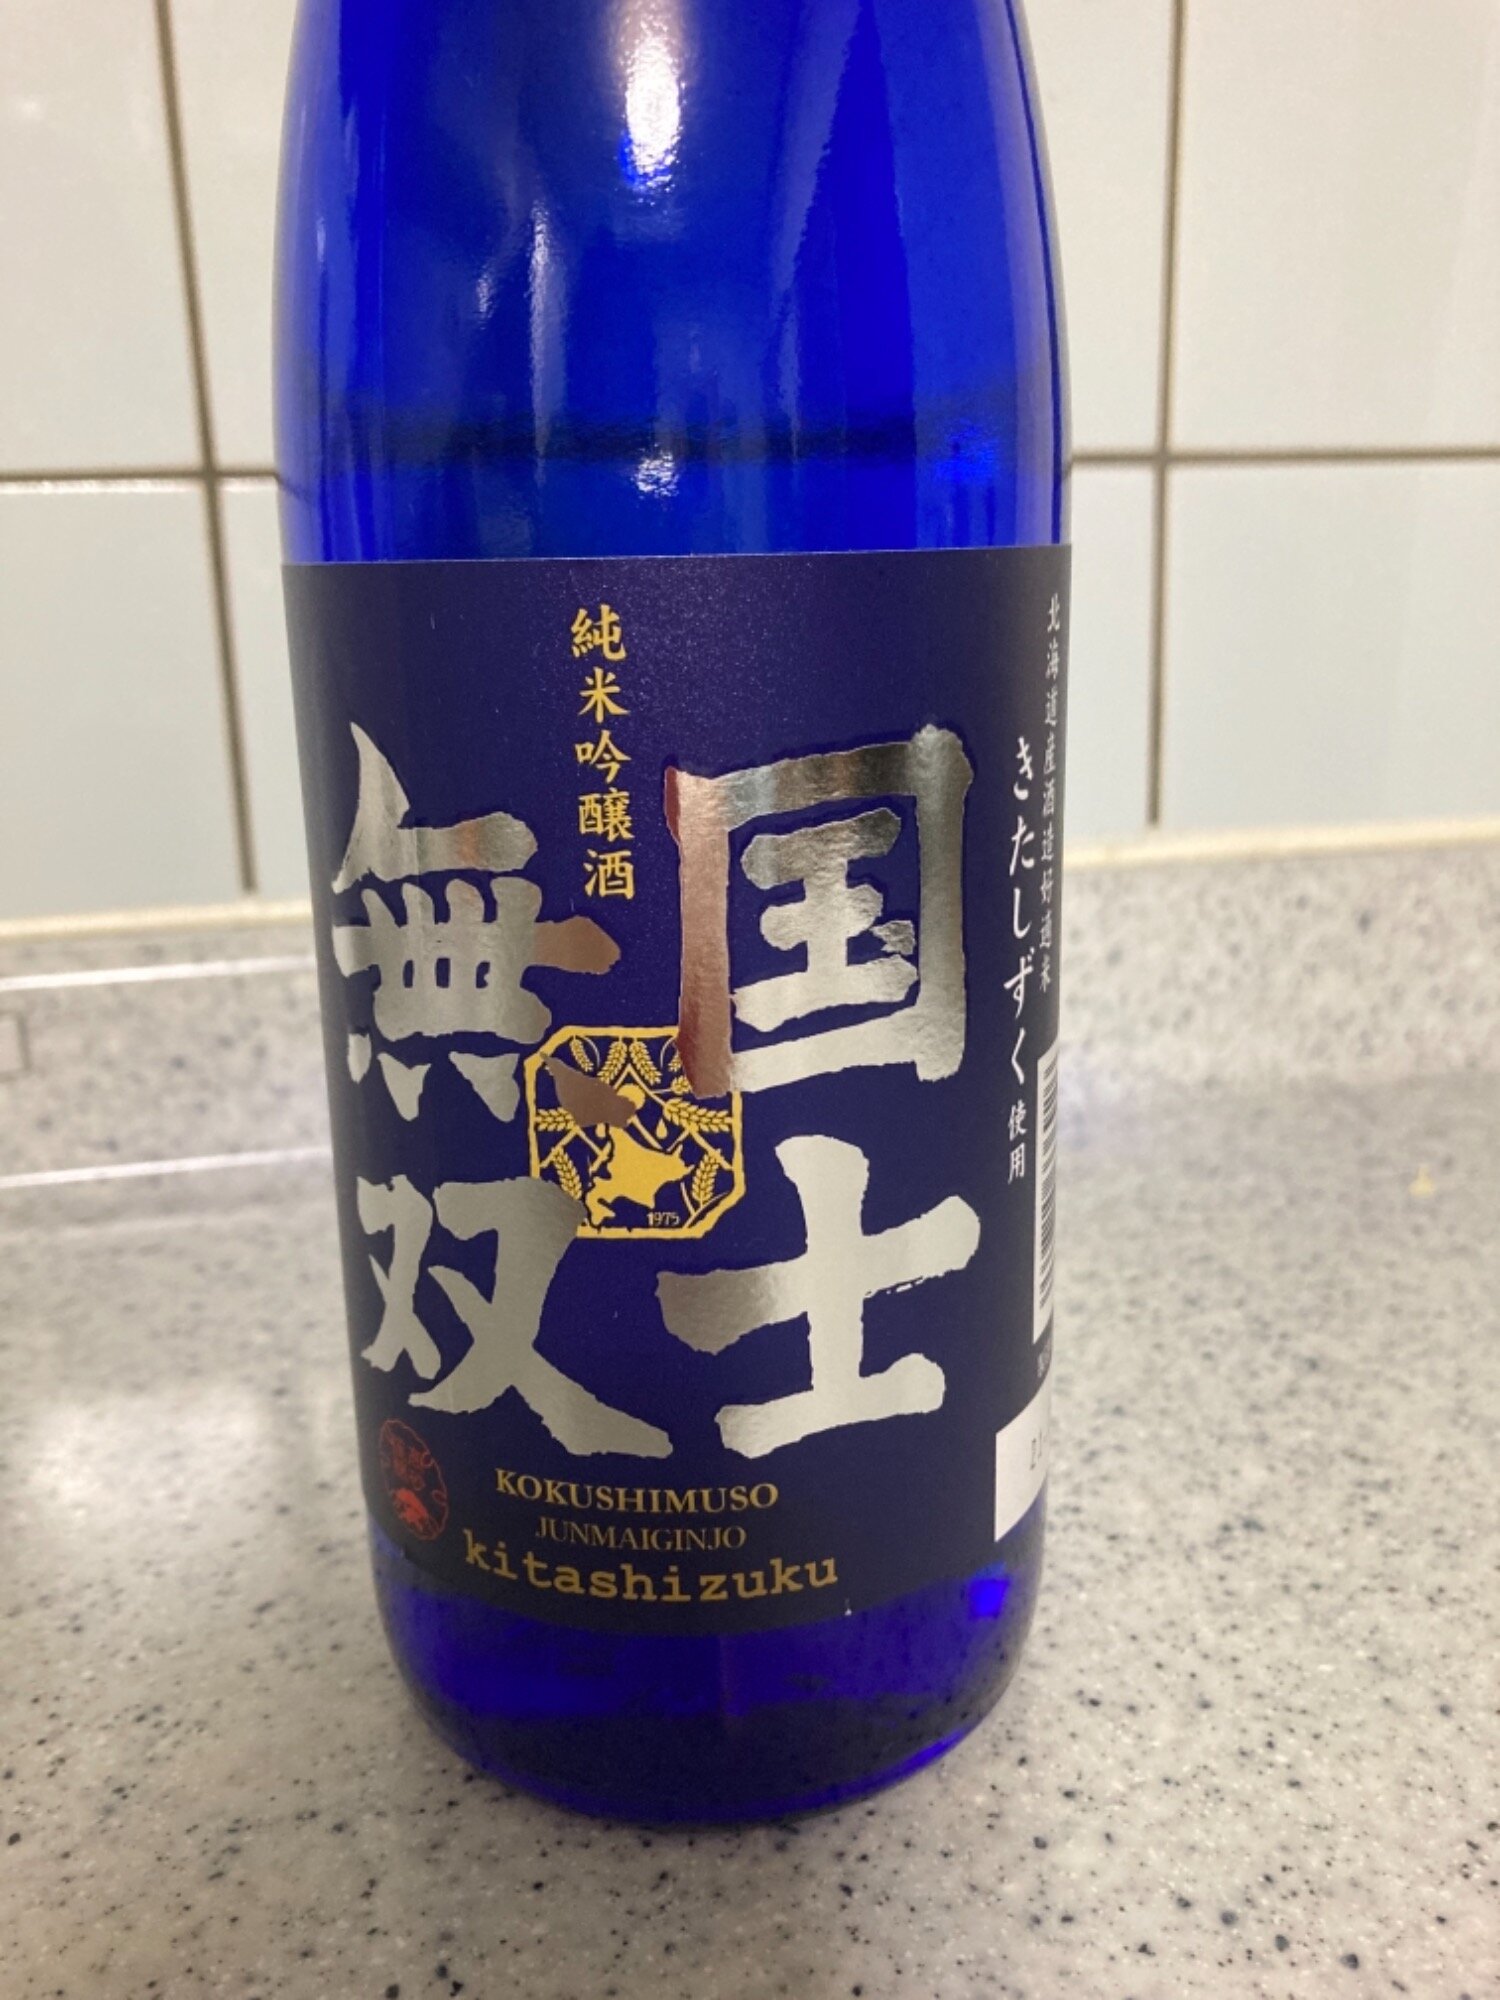 北海道産酒造好適米
きたしずく使用
国士
無双
純米吟醸酒
1975
KOKUSHIMUSO
JUNMAIGINJO
kitashizuku